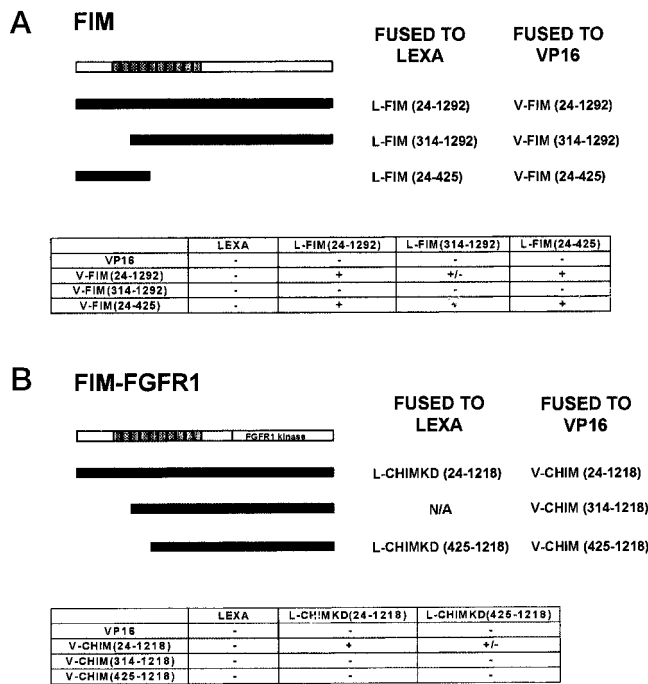 A FIM
FUSED TO LEXA FUSED TO VP16
L-FIM (24-1292) V-FIM (24-1292)
L-FIM (314-1292) V-FIM (314-1292)
L-FIM (24-425) V-FIM (24-425)
LEXA L-FIM(24-1292) L-FIM(314-1292) L-FIM(24-425)
VP16 - - - -
V-FIM(24-1292) - + +/- +
V-FIM(314-1292) - - - -
V-FIM(24-425) - + +
B FIM-FGFR1
FUSED TO LEXA FUSED TO VP16
FGFR1 kinase
L-CHIMKD (24-1218) V-CHIM (24-1218)
N/A V-CHIM (314-1218)
L-CHIMKD (425-1218) V-CHIM (425-1218)
LEXA L-CHIMKD(24-1218) L-CHIMKD(425-1218)
VP16 - - -
V-CHIM(24-1218) - + +/-
V-CHIM(314-1218) - - -
V-CHIM(425-1218) - - -